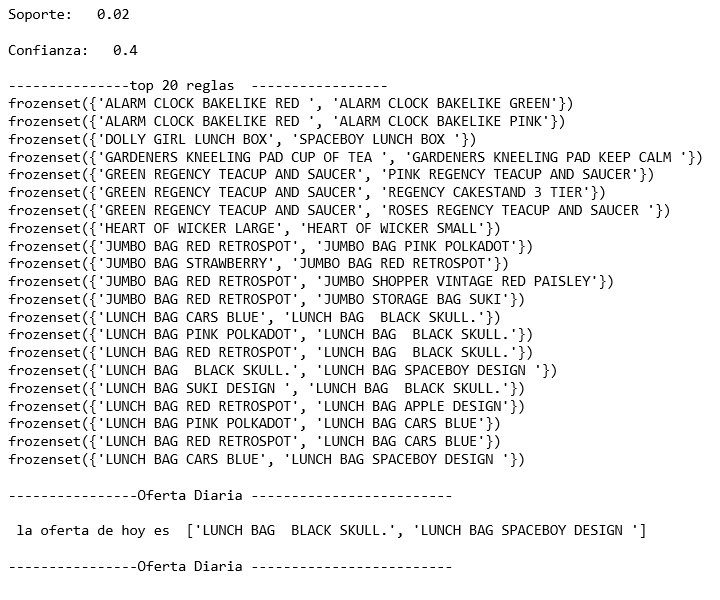 Soporte:   0.02
Confianza:   0.4
---------------top 20 reglas  -----------------
frozenset({'ALARM CLOCK BAKELIKE RED ', 'ALARM CLOCK BAKELIKE GREEN'})
frozenset({'ALARM CLOCK BAKELIKE RED ', 'ALARM CLOCK BAKELIKE PINK'})
frozenset({'DOLLY GIRL LUNCH BOX', 'SPACEBOY LUNCH BOX '})
frozenset({'GARDENERS KNEELING PAD CUP OF TEA ', 'GARDENERS KNEELING PAD KEEP CALM '})
frozenset({'GREEN REGENCY TEACUP AND SAUCER', 'PINK REGENCY TEACUP AND SAUCER'})
frozenset({'GREEN REGENCY TEACUP AND SAUCER', 'REGENCY CAKESTAND 3 TIER'})
frozenset({'GREEN REGENCY TEACUP AND SAUCER', 'ROSES REGENCY TEACUP AND SAUCER '})
frozenset({'HEART OF WICKER LARGE', 'HEART OF WICKER SMALL'})
frozenset({'JUMBO BAG RED RETROSPOT', 'JUMBO BAG PINK POLKADOT'})
frozenset({'JUMBO BAG STRAWBERRY', 'JUMBO BAG RED RETROSPOT'})
frozenset({'JUMBO BAG RED RETROSPOT', 'JUMBO SHOPPER VINTAGE RED PAISLEY'})
frozenset({'JUMBO BAG RED RETROSPOT', 'JUMBO STORAGE BAG SUKI'})
frozenset({'LUNCH BAG CARS BLUE', 'LUNCH BAG  BLACK SKULL.'})
frozenset({'LUNCH BAG PINK POLKADOT', 'LUNCH BAG  BLACK SKULL.'})
frozenset({'LUNCH BAG RED RETROSPOT', 'LUNCH BAG  BLACK SKULL.'})
frozenset({'LUNCH BAG  BLACK SKULL.', 'LUNCH BAG SPACEBOY DESIGN '})
frozenset({'LUNCH BAG SUKI DESIGN ', 'LUNCH BAG  BLACK SKULL.'})
frozenset({'LUNCH BAG RED RETROSPOT', 'LUNCH BAG APPLE DESIGN'})
frozenset({'LUNCH BAG PINK POLKADOT', 'LUNCH BAG CARS BLUE'})
frozenset({'LUNCH BAG RED RETROSPOT', 'LUNCH BAG CARS BLUE'})
frozenset({'LUNCH BAG CARS BLUE', 'LUNCH BAG SPACEBOY DESIGN '})
----------------Oferta Diaria -------------------------
la oferta de hoy es  ['LUNCH BAG  BLACK SKULL.', 'LUNCH BAG SPACEBOY DESIGN ']
----------------Oferta Diaria -------------------------